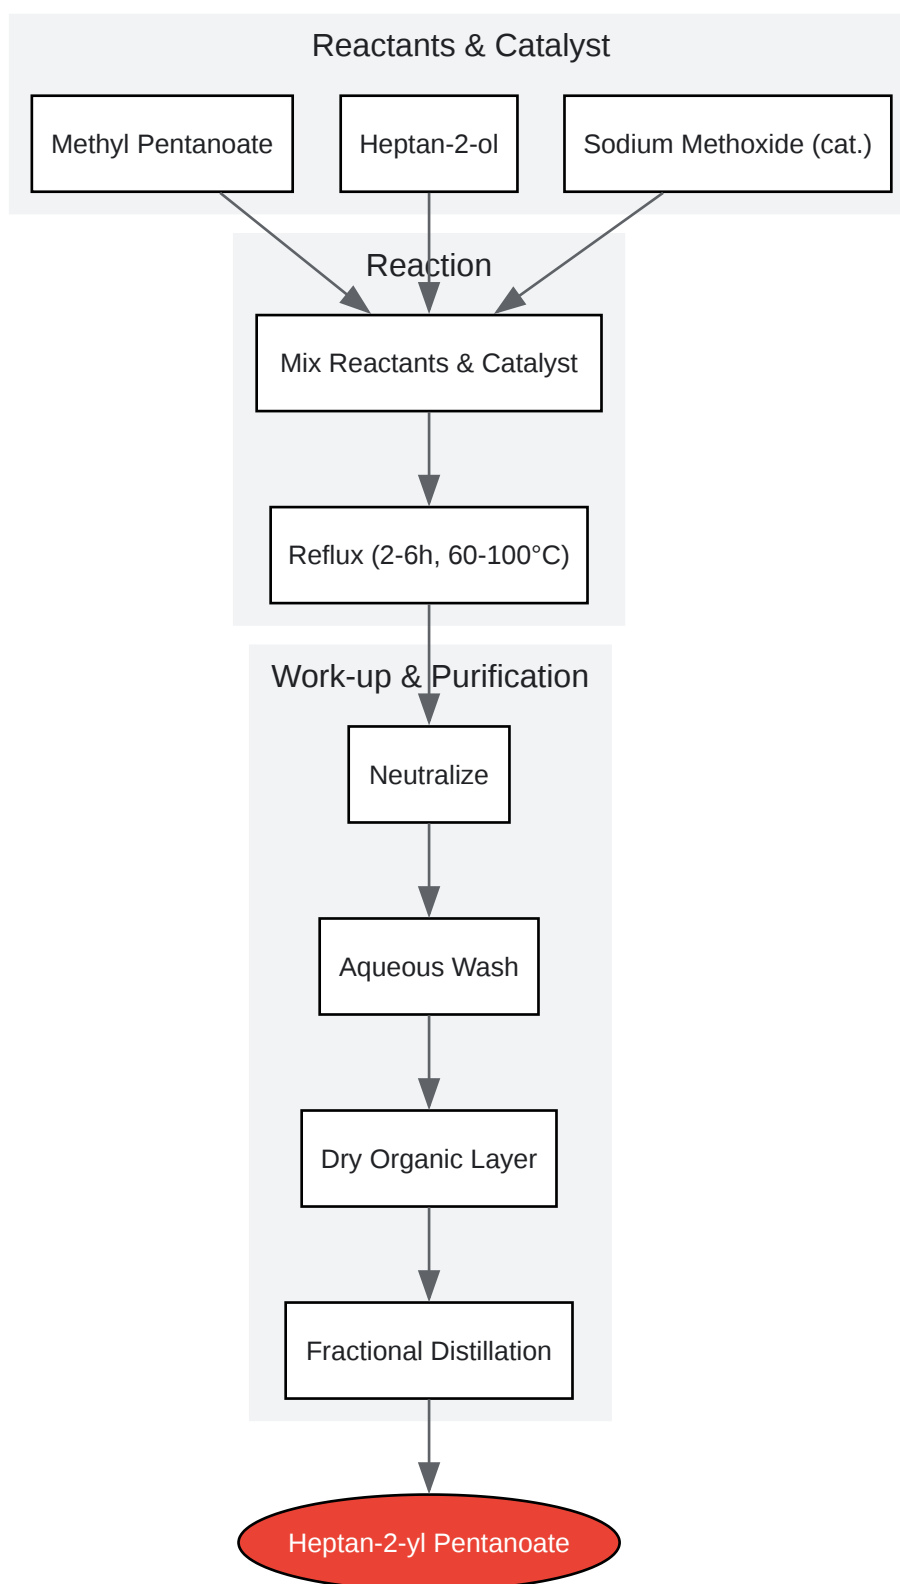 Reactants & Catalyst
Methyl Pentanoate
Heptan-2-ol
Sodium Methoxide (cat.)
Reaction
Mix Reactants & Catalyst
Reflux (2-6h, 60-100°C)
Work-up & Purification
Neutralize
Aqueous Wash
Dry Organic Layer
Fractional Distillation
Heptan-2-yl Pentanoate